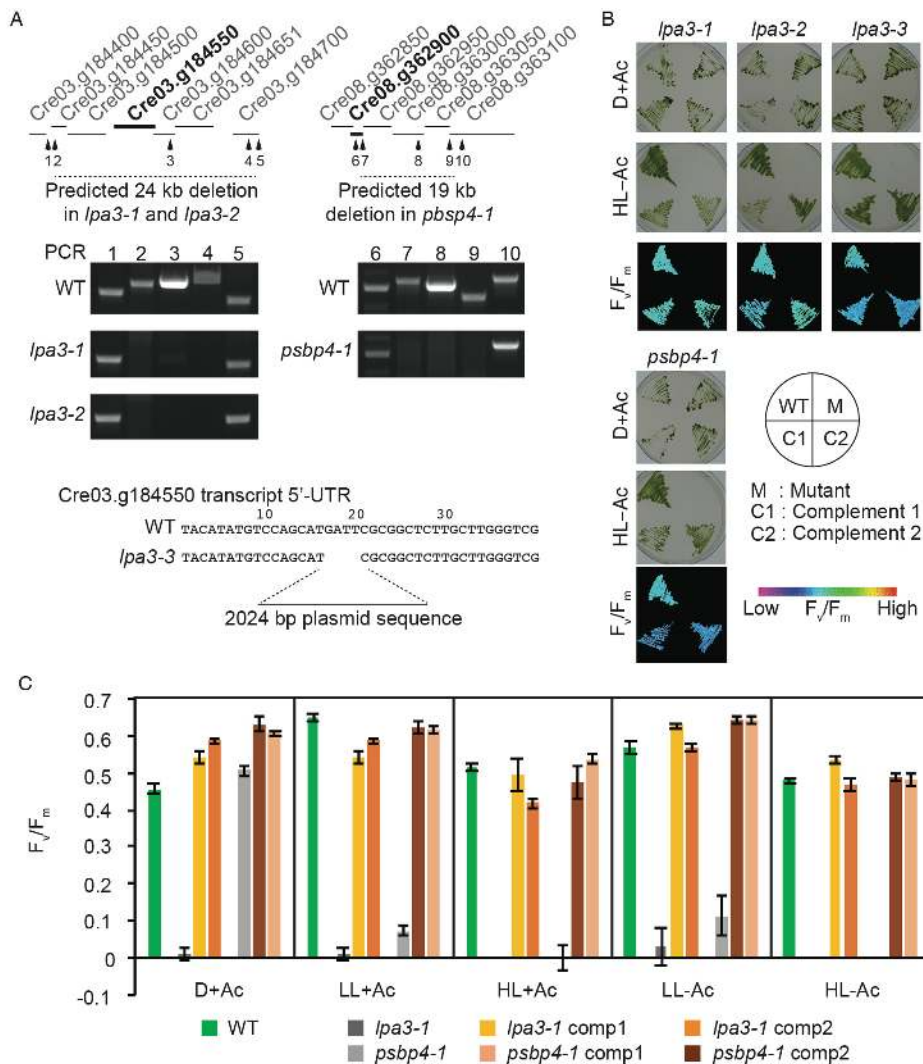 A
Cre03.g184400
Cre03.g184450
Cre03.g184500
Cre03.g184550
Cre03.g184600
Cre03.g184651
Cre03.g184700
Cre08.g362850
Cre08.g362900
Cre08.g362950
Cre08.g363000
Cre08.g363050
Cre08.g363100
12 3 4 5 67 8 9 10
Predicted 24 kb deletion
in lpa3-1 and lpa3-2
Predicted 19 kb
deletion in pbsp4-1
PCR 1 2 3 4 5 6 7 8 9 10
WT WT
lpa3-1 psbp4-1
lpa3-2
Cre03.g184550 transcript 5'-UTR
10 20 30
WT TACATATGTCCAGCATGATTCGCGGCTCTTGCTTGGGTCG
lpa3-3 TACATATGTCCAGCAT CGCGGCTCTTGCTTGGGTCG
2024 bp plasmid sequence
B
lpa3-1 lpa3-2 lpa3-3
D+Ac
HL–Ac
Fv/Fm
psbp4-1
D+Ac
HL–Ac
Fv/Fm
WT M
C1 C2
M : Mutant
C1 : Complement 1
C2 : Complement 2
Low Fv/Fm High
C
Fv/Fm
0.7
0.6
0.5
0.4
0.3
0.2
0.1
0
-0.1
D+Ac LL+Ac HL+Ac LL-Ac HL-Ac
WT lpa3-1 lpa3-1 comp1 lpa3-1 comp2
psbp4-1 psbp4-1 comp1 psbp4-1 comp2